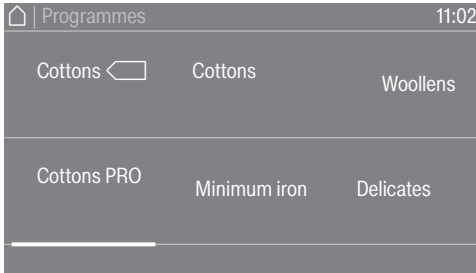 | Programmes 11:02
Cottons Cottons Woollens
Cottons PRO Minimum iron Delicates